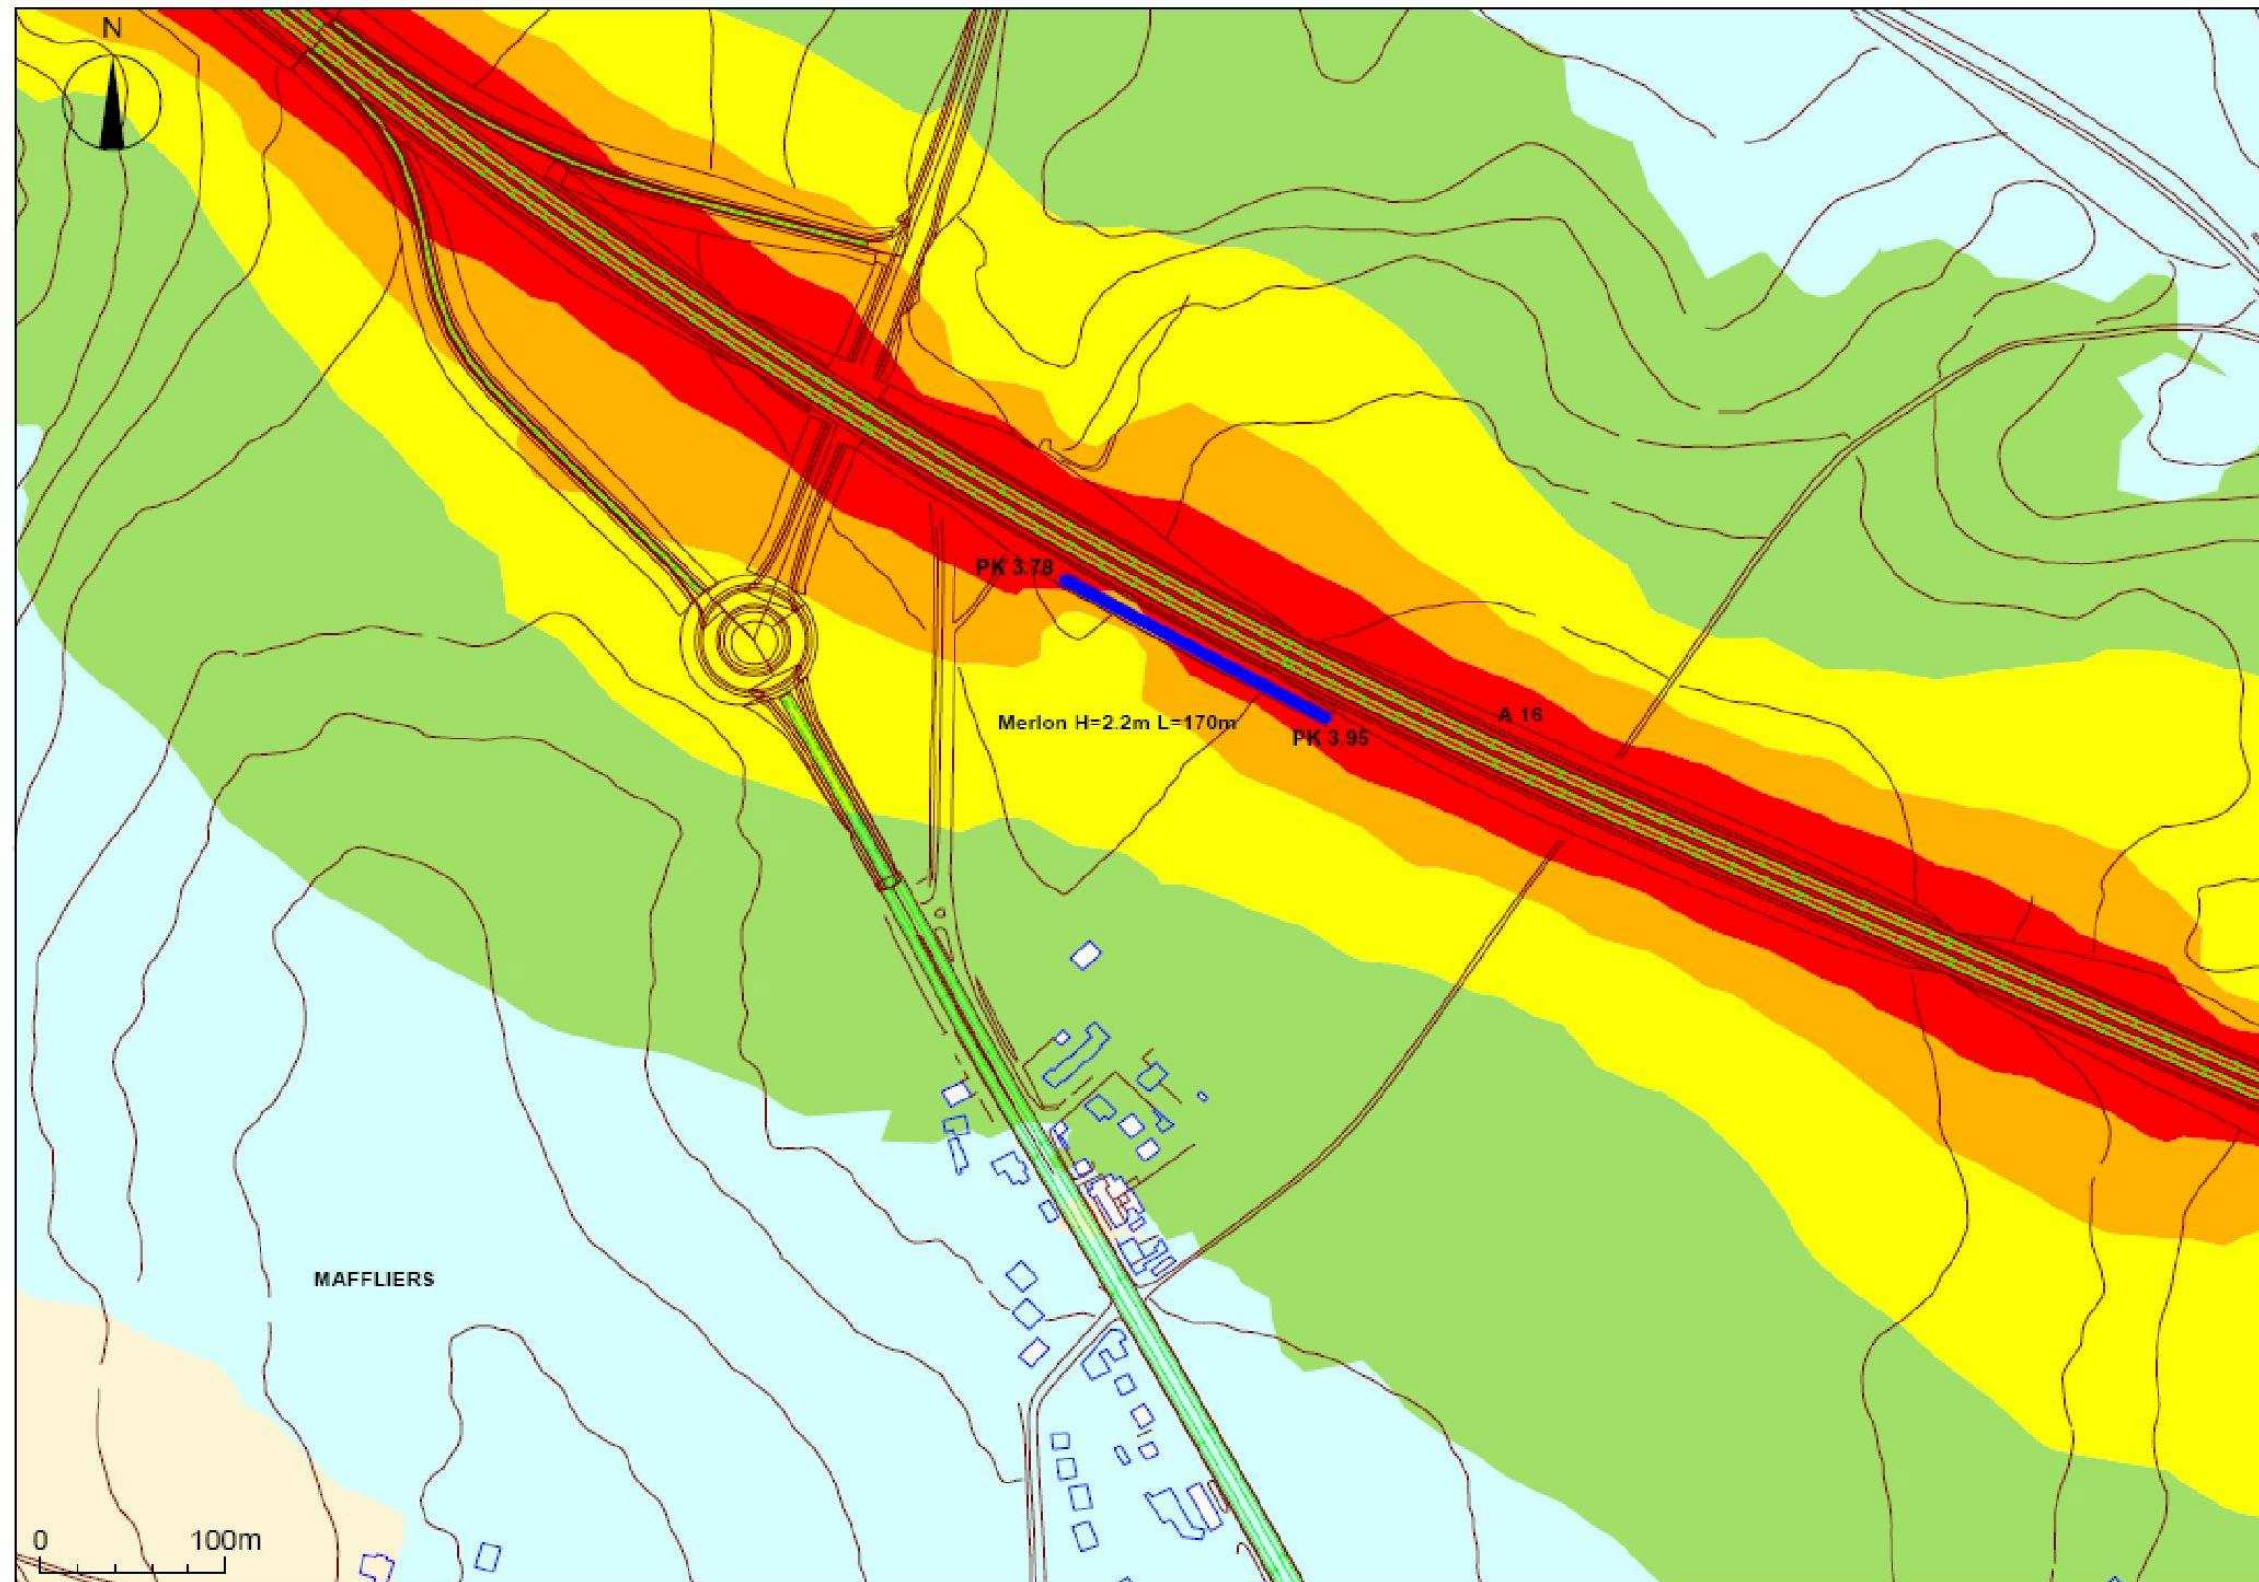 N
PK 3.78
Merlon H=2.2m L=170m
A 16
PK 3.95
MAFFLIERS
0 100m